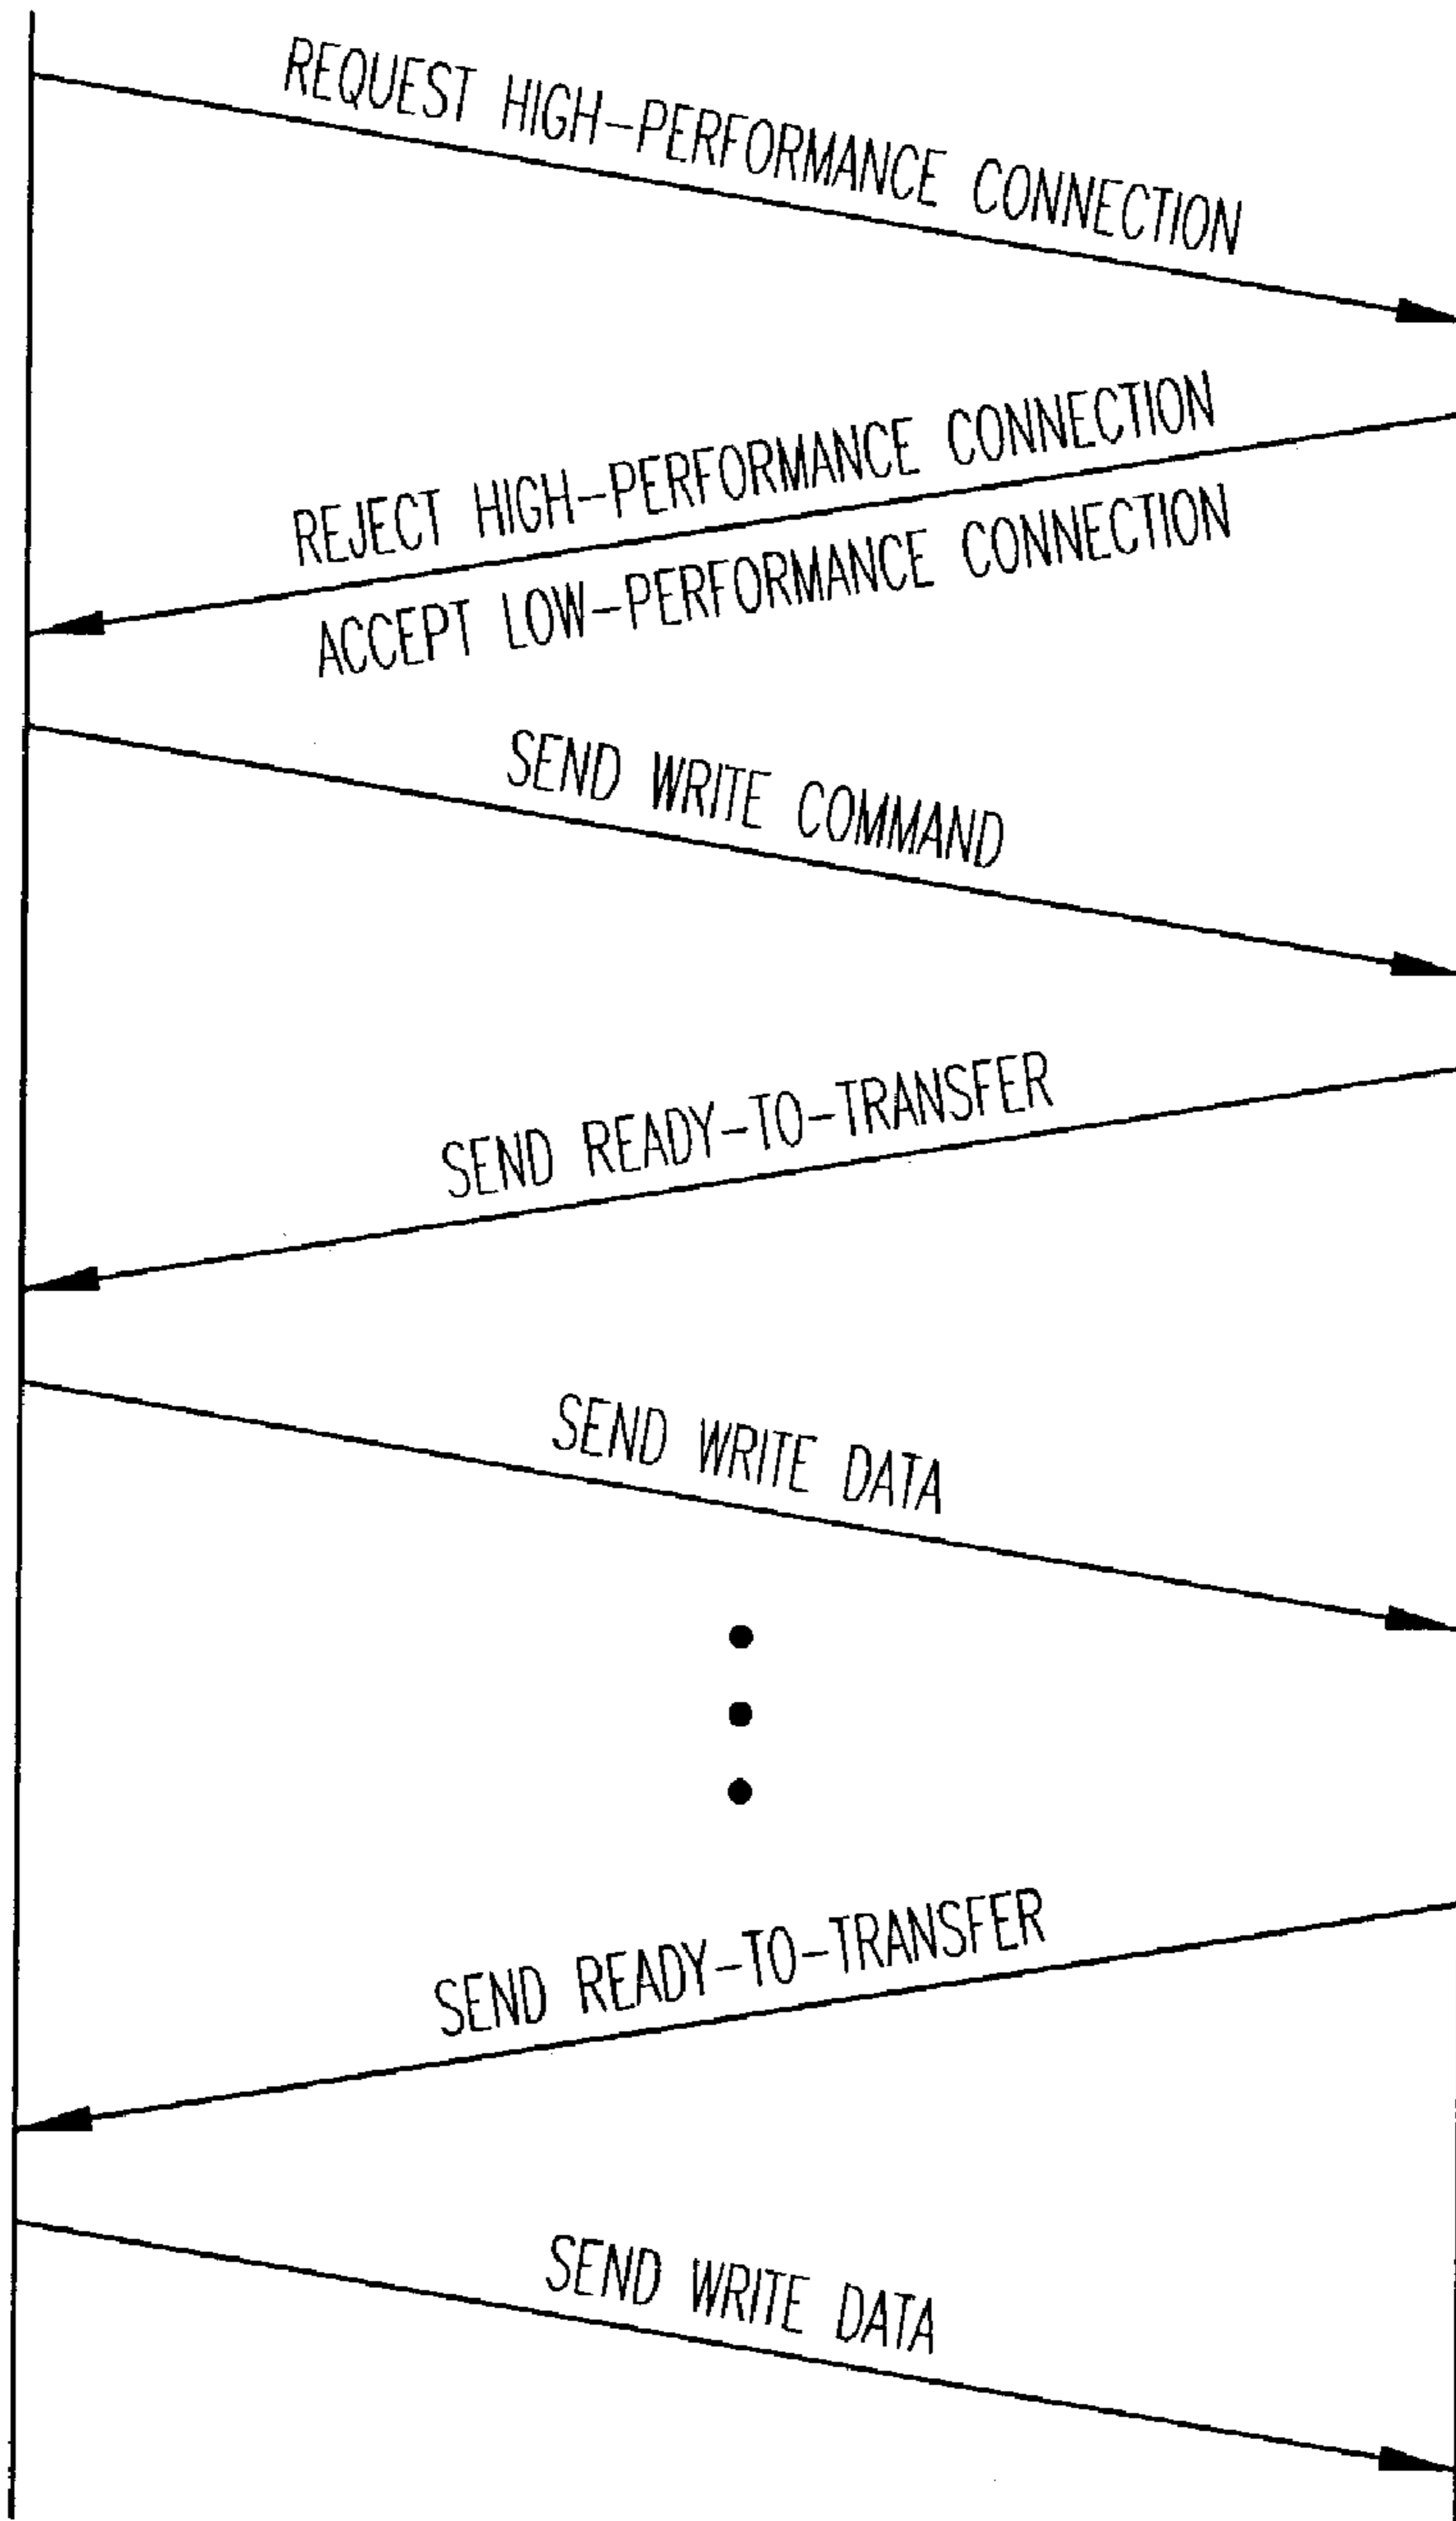 REQUEST HIGH-PERFORMANCE CONNECTION
REJECT HIGH-PERFORMANCE CONNECTION
ACCEPT LOW-PERFORMANCE CONNECTION
SEND WRITE COMMAND
SEND READY-TO-TRANSFER
SEND WRITE DATA
SEND READY-TO-TRANSFER
SEND WRITE DATA